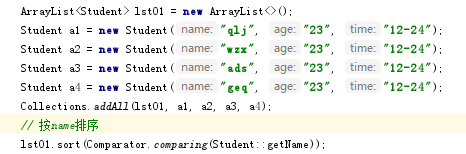 ArrayList<Student> lst01 = new ArrayList<>();
Student a1 = new Student( name: "qlj", age: "23", time: "12-24");
Student a2 = new Student( name: "wzx", age: "23", time: "12-24");
Student a3 = new Student( name: "ads", age: "23", time: "12-24");
Student a4 = new Student( name: "geq", age: "23", time: "12-24");
Collections.addAll(lst01, a1, a2, a3, a4);
// 按name排序
lst01.sort(Comparator.comparing(Student::getName));